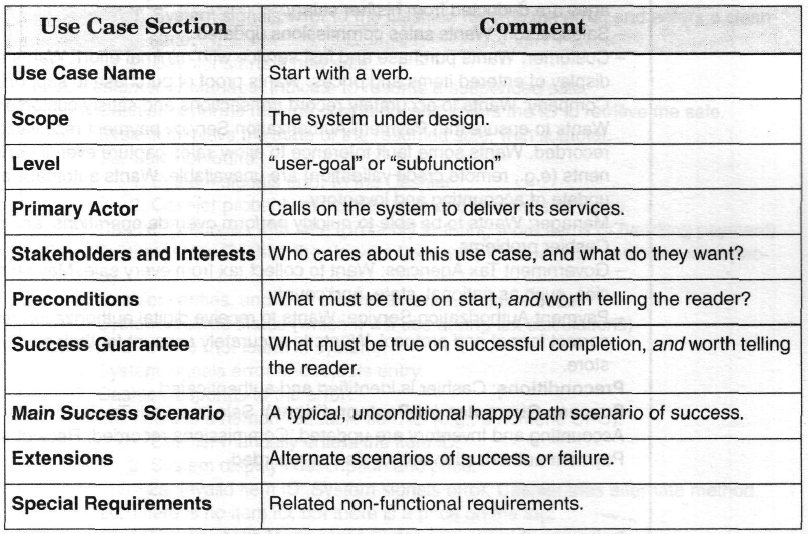 Use Case Section Comment
Use Case Name Start with a verb.
Scope The system under design.
Level "user-goal" or "subfunction"
Primary Actor Calls on the system to deliver its services.
Stakeholders and Interests Who cares about this use case, and what do they want?
Preconditions What must be true on start, and worth telling the reader?
Success Guarantee What must be true on successful completion, and worth telling
the reader.
Main Success Scenario A typical, unconditional happy path scenario of success.
Extensions Alternate scenarios of success or failure.
Special Requirements Related non-functional requirements.